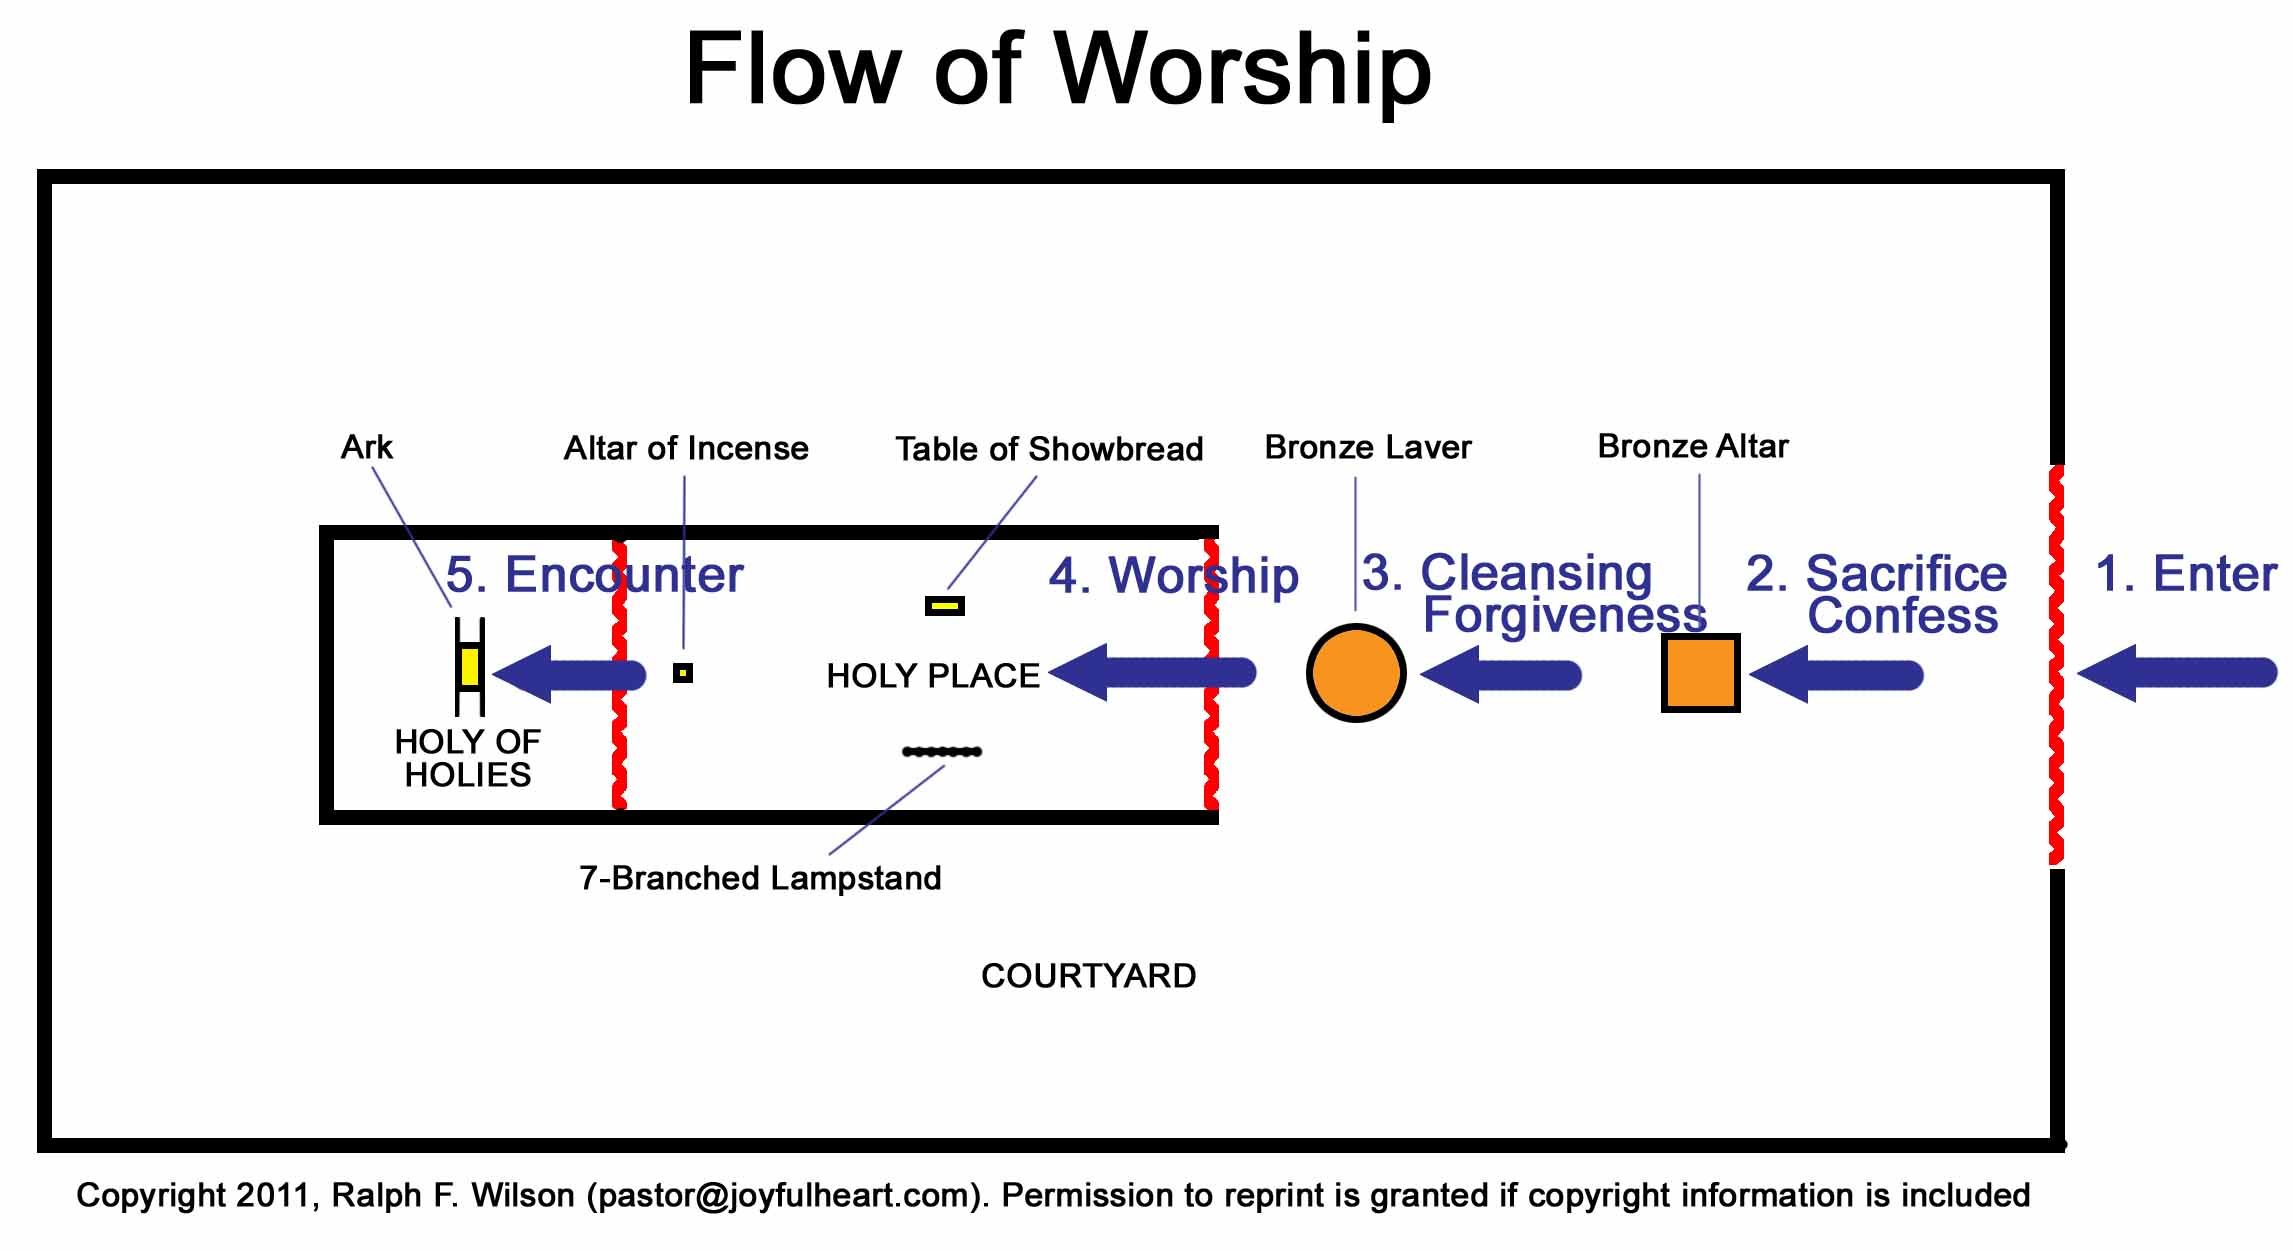 Flow of Worship
Ark
Altar of Incense
Table of Showbread
Bronze Laver
Bronze Altar
5. Encounter
4. Worship
3. Cleansing
Forgiveness
2. Sacrifice
Confess
1. Enter
HOLY PLACE
HOLY OF
HOLIES
7-Branched Lampstand
COURTYARD
Copyright 2011, Ralph F. Wilson (pastor@joyfulheart.com). Permission to reprint is granted if copyright information is included